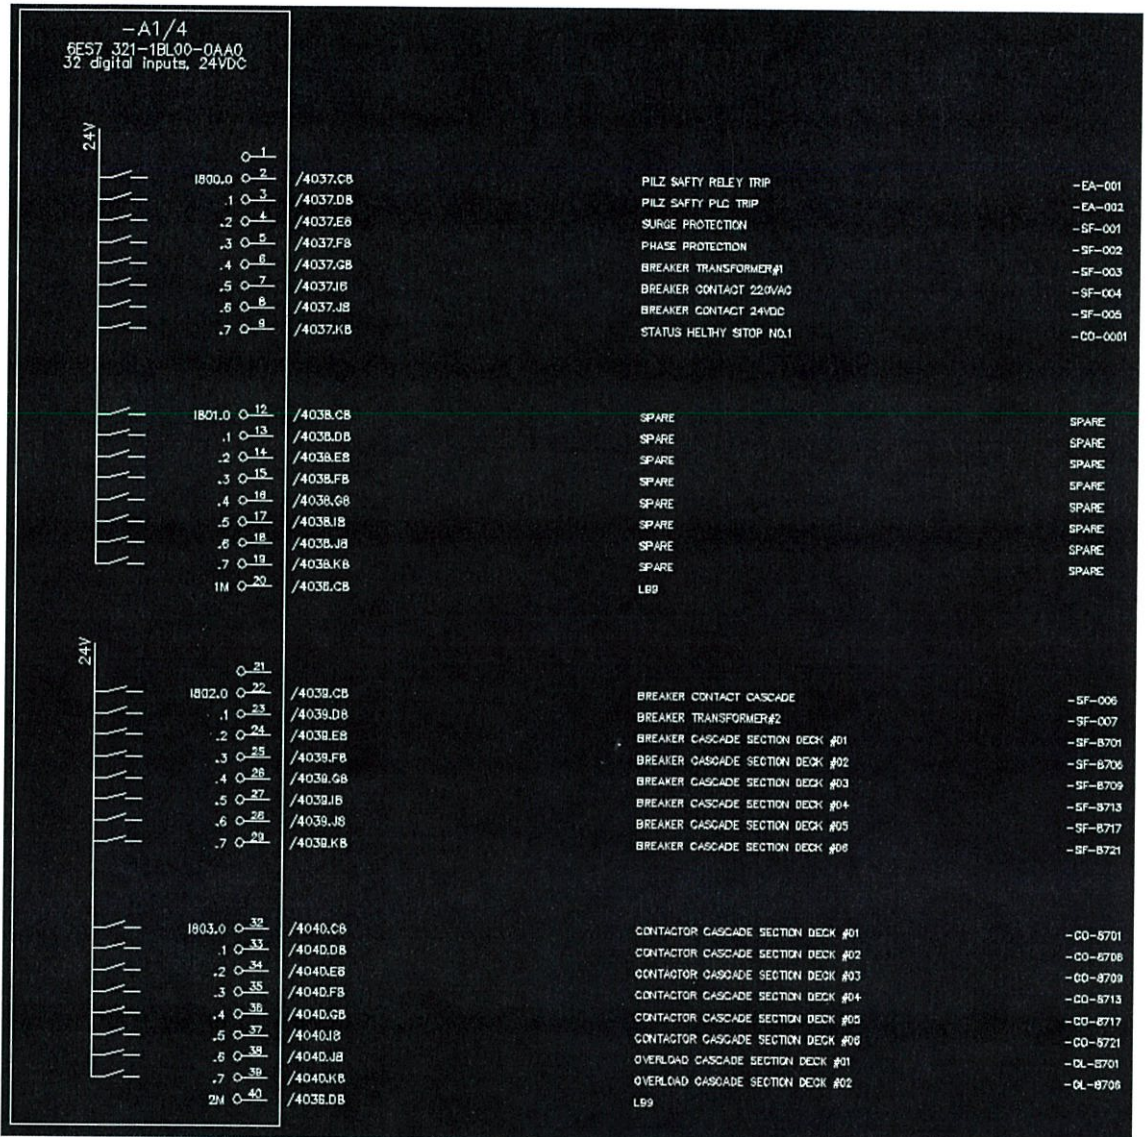 -A1/4
6ES7 321-1BL00-0AA0
32 digital inputs, 24VDC
24V
1
I800.0 2 /4037.C8 PILZ SAFTY RELEY TRIP -EA-001
.1 3 /4037.D8 PILZ SAFTY PLC TRIP -EA-002
.2 4 /4037.E8 SURGE PROTECTION -SF-001
.3 5 /4037.F8 PHASE PROTECTION -SF-002
.4 6 /4037.G8 BREAKER TRANSFORMER#1 -SF-003
.5 7 /4037.I8 BREAKER CONTACT 220VAC -SF-004
.6 8 /4037.J8 BREAKER CONTACT 24VDC -SF-005
.7 9 /4037.K8 STATUS HELTHY SITOP NO.1 -CO-0001
I801.0 12 /4038.C8 SPARE SPARE
.1 13 /4038.D8 SPARE SPARE
.2 14 /4038.E8 SPARE SPARE
.3 15 /4038.F8 SPARE SPARE
.4 16 /4038.G8 SPARE SPARE
.5 17 /4038.I8 SPARE SPARE
.6 18 /4038.J8 SPARE SPARE
.7 19 /4038.K8 SPARE SPARE
1M 20 /4036.C8 L99
24V
21
I802.0 22 /4039.C8 BREAKER CONTACT CASCADE -SF-006
.1 23 /4039.D8 BREAKER TRANSFORMER#2 -SF-007
.2 24 /4039.E8 BREAKER CASCADE SECTION DECK #01 -SF-8701
.3 25 /4039.F8 BREAKER CASCADE SECTION DECK #02 -SF-8706
.4 26 /4039.G8 BREAKER CASCADE SECTION DECK #03 -SF-8709
.5 27 /4039.I8 BREAKER CASCADE SECTION DECK #04 -SF-8713
.6 28 /4039.J8 BREAKER CASCADE SECTION DECK #05 -SF-8717
.7 29 /4039.K8 BREAKER CASCADE SECTION DECK #06 -SF-8721
I803.0 32 /4040.C8 CONTACTOR CASCADE SECTION DECK #01 -CO-8701
.1 33 /4040.D8 CONTACTOR CASCADE SECTION DECK #02 -CO-8706
.2 34 /4040.E8 CONTACTOR CASCADE SECTION DECK #03 -CO-8709
.3 35 /4040.F8 CONTACTOR CASCADE SECTION DECK #04 -CO-8713
.4 36 /4040.G8 CONTACTOR CASCADE SECTION DECK #05 -CO-8717
.5 37 /4040.I8 CONTACTOR CASCADE SECTION DECK #06 -CO-8721
.6 38 /4040.J8 OVERLOAD CASCADE SECTION DECK #01 -OL-8701
.7 39 /4040.K8 OVERLOAD CASCADE SECTION DECK #02 -OL-8706
2M 40 /4036.D8 L99